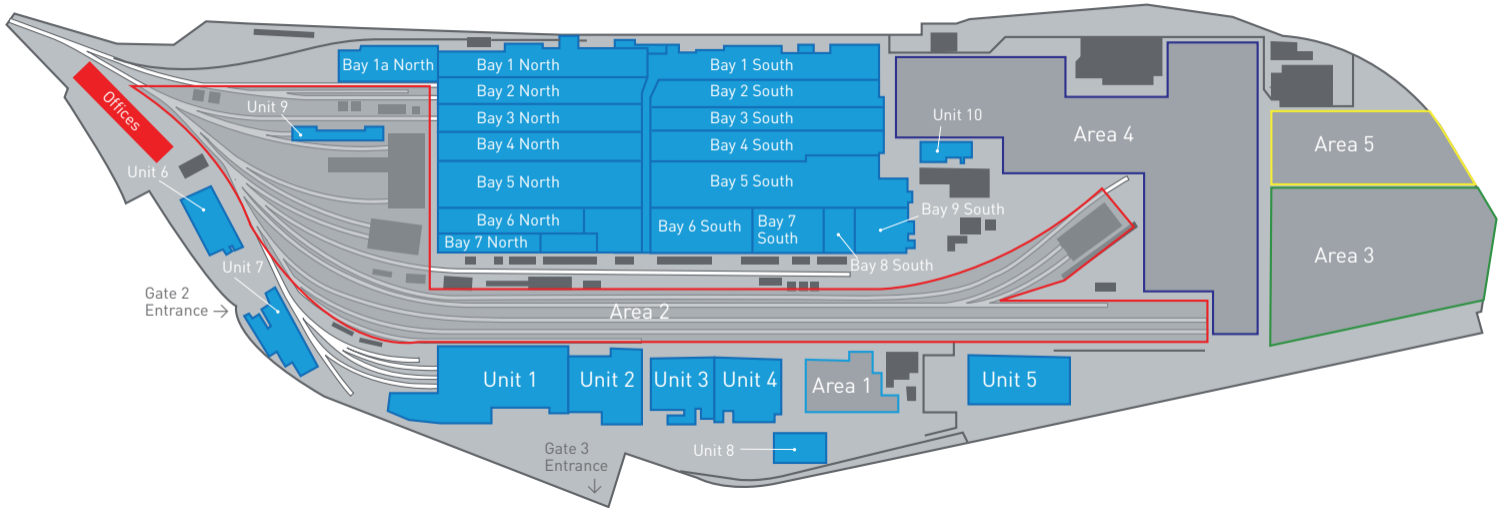 Offices
Bay 1a North
Bay 1 North
Bay 1 South
Bay 2 North
Bay 2 South
Unit 9
Bay 3 North
Bay 3 South
Unit 10
Area 4
Area 5
Bay 4 North
Bay 4 South
Unit 6
Bay 5 North
Bay 5 South
Bay 6 North
Bay 6 South
Bay 7
South
Bay 9 South
Bay 7 North
Bay 8 South
Area 3
Unit 7
Gate 2
Entrance
Area 2
Unit 1
Unit 2
Unit 3
Unit 4
Area 1
Unit 5
Gate 3
Entrance
Unit 8